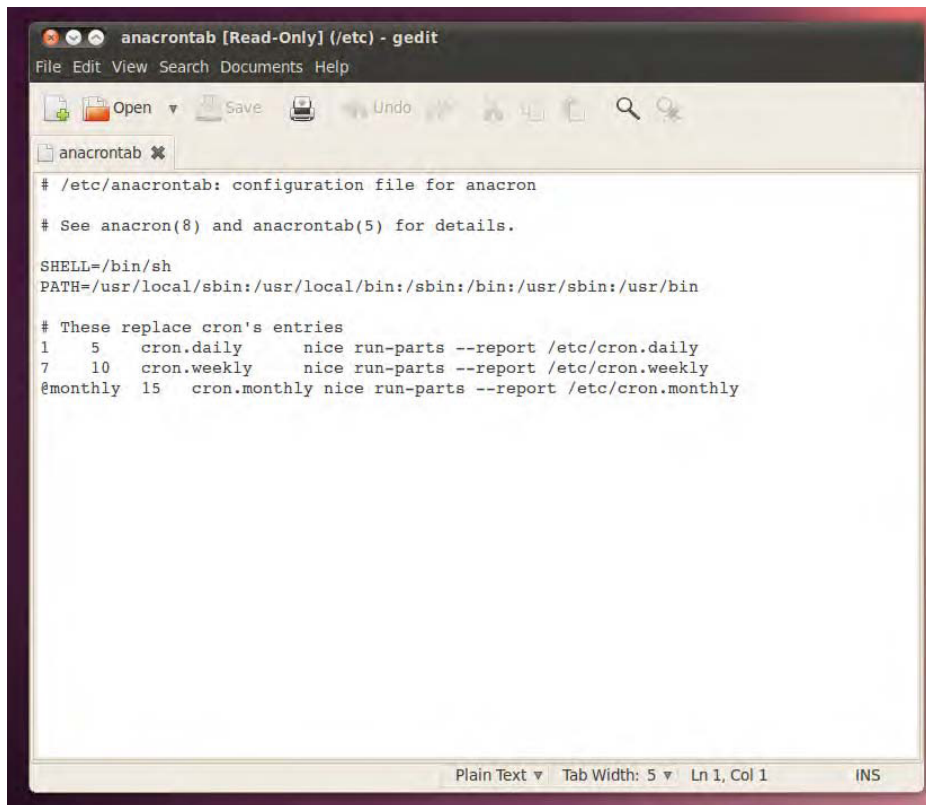 anacrontab [Read-Only] (/etc) - gedit
File Edit View Search Documents Help
Open Save Undo
anacrontab
# /etc/anacrontab: configuration file for anacron
# See anacron(8) and anacrontab(5) for details.
SHELL=/bin/sh
PATH=/usr/local/sbin:/usr/local/bin:/sbin:/bin:/usr/sbin:/usr/bin
# These replace cron's entries
1 5 cron.daily nice run-parts --report /etc/cron.daily
7 10 cron.weekly nice run-parts --report /etc/cron.weekly
@monthly 15 cron.monthly nice run-parts --report /etc/cron.monthly
Plain Text Tab Width: 5 Ln 1, Col 1 INS